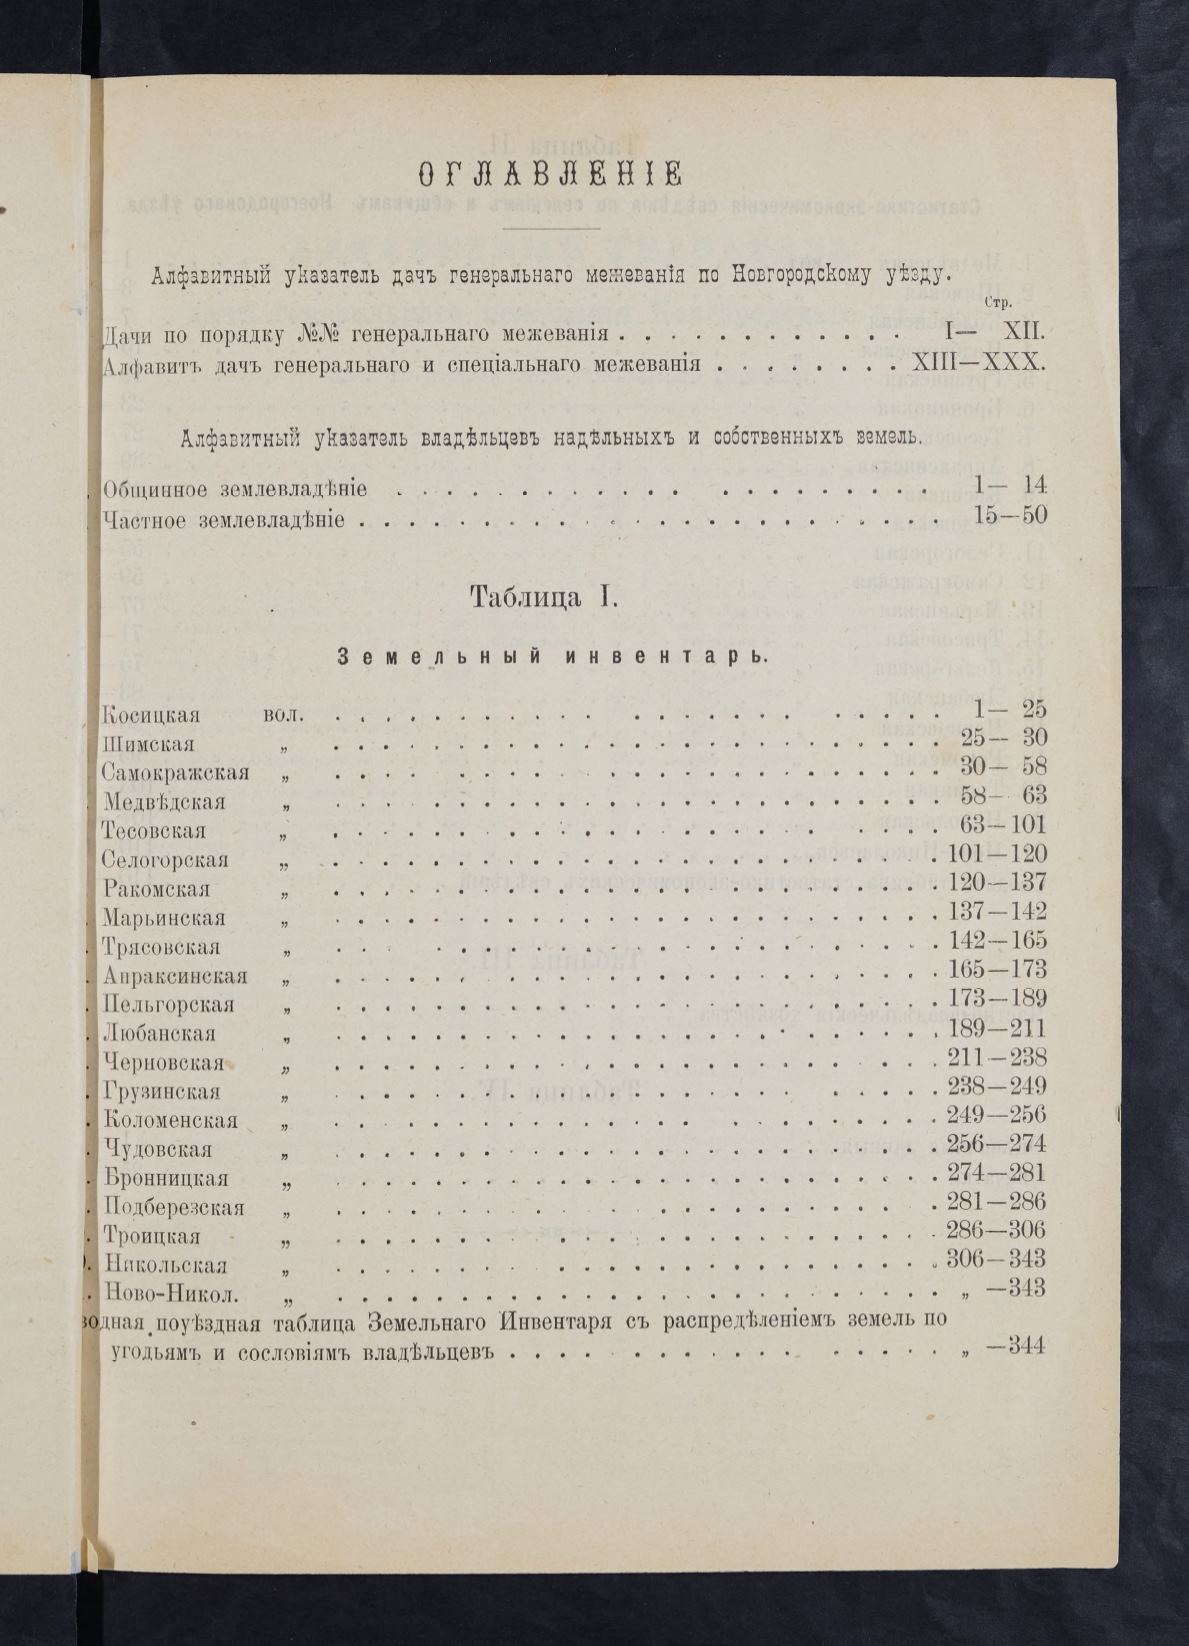 ОГЛАВЛЕНІЕ
Алфавитный указатель дачъ генеральнаго межеванія по Новгородскому уѣзду.
Стр.
Дачи по порядку №№ генеральнаго межеванія . . . . . . . . . . . . I— XII.
Алфавитъ дачъ генеральнаго и спеціальнаго межеванія . . . . . . . . XIII—XXX.
Алфавитный указатель владѣльцевъ надѣльныхъ и собственныхъ земель.
Общинное землевладѣніе . . . . . . . . . . . . . . . . . . . . . . 1— 14
Частное землевладѣніе . . . . . . . . . . . . . . . . . . . . . . . 15—50
Таблица I.
Земельный инвентарь.
Косицкая вол. . . . . . . . . . . . . . . . . . . . . 1— 25
Шимская „ . . . . . . . . . . . . . . . . . . . . 25— 30
Самокражская „ . . . . . . . . . . . . . . . . . . . . 30— 58
Медвѣдская „ . . . . . . . . . . . . . . . . . . . . 58— 63
Тесовская „ . . . . . . . . . . . . . . . . . . . . 63—101
Селогорская „ . . . . . . . . . . . . . . . . . . . . 101—120
Ракомская „ . . . . . . . . . . . . . . . . . . . . 120—137
Марьинская „ . . . . . . . . . . . . . . . . . . . . 137—142
Трясовская „ . . . . . . . . . . . . . . . . . . . . 142—165
Апраксинская „ . . . . . . . . . . . . . . . . . . . . 165—173
Пельгорская „ . . . . . . . . . . . . . . . . . . . . 173—189
Любанская „ . . . . . . . . . . . . . . . . . . . . 189—211
Черновская „ . . . . . . . . . . . . . . . . . . . . 211—238
Грузинская „ . . . . . . . . . . . . . . . . . . . . 238—249
Коломенская „ . . . . . . . . . . . . . . . . . . . . 249—256
Чудовская „ . . . . . . . . . . . . . . . . . . . . 256—274
Бронницкая „ . . . . . . . . . . . . . . . . . . . . 274—281
Подберезская „ . . . . . . . . . . . . . . . . . . . . 281—286
Троицкая „ . . . . . . . . . . . . . . . . . . . . 286—306
Никольская „ . . . . . . . . . . . . . . . . . . . . 306—343
Ново-Никол. „ . . . . . . . . . . . . . . . . . . . . „ —343
водная поуѣздная таблица Земельнаго Инвентаря съ распредѣленіемъ земель по
угодьямъ и сословіямъ владѣльцевъ . . . . . . . . . . . . . . . . „ —344